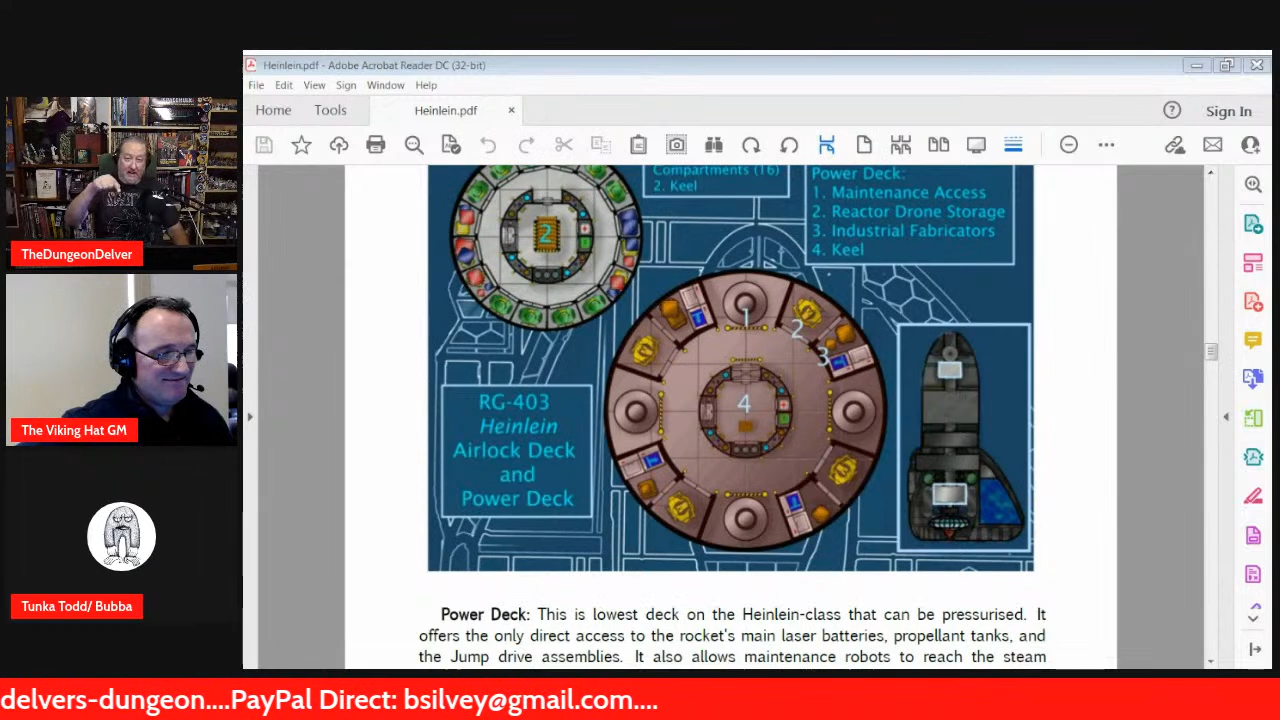 Heinlein.pdf - Adobe Acrobat Reader DC (32-bit)
File Edit View Sign Window Help
Home Tools Heinlein.pdf × Sign In
Compartments (16)
2. Keel
Power Deck:
1. Maintenance Access
2. Reactor Drone Storage
3. Industrial Fabricators
4. Keel
2
1
2
3
4
RG-403
Heinlein
Airlock Deck
and
Power Deck
Power Deck: This is lowest deck on the Heinlein-class that can be pressurised. It
offers the only direct access to the rocket's main laser batteries, propellant tanks, and
the Jump drive assemblies. It also allows maintenance robots to reach the steam
TheDungeonDelver
The Viking Hat GM
Tunka Todd/ Bubba
delvers-dungeon....PayPal Direct: bsilvey@gmail.com....